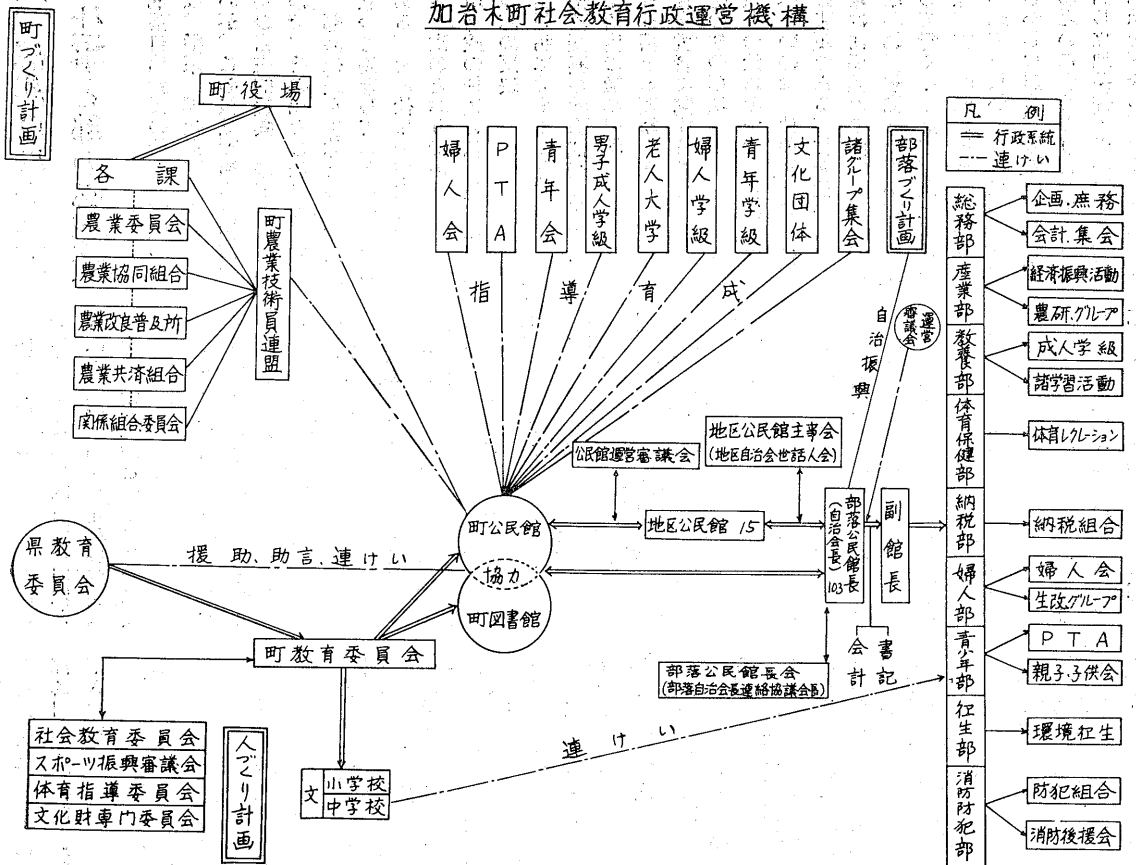 加治木町社会教育行政運営機構
町づくり計画
町役場
各課
農業委員会
農業協同組合
農業改良普及所
農業共済組合
関係組合委員会
町農業技術員連盟
婦人会
PTA
青年会
男子成人学級
老人大学
婦人学級
青年学級
文化団体
諸グループ集会
部落づくり計画
指導育成
自治振興
運営審議会
凡例
行政系統
連けい
公民館運営審議会
地区公民館主事会
(地区自治会世話人会)
町公民館
協力
町図書館
地区公民館 15
部落公民館長
(自治会長) 103
副館長
書記
会計
部落公民館長会
(部落自治会長連絡協議会長)
県教育
委員会
援助、助言、連けい
町教育委員会
社会教育委員会
スポーツ振興審議会
体育指導委員会
文化財専門委員会
人づくり計画
文
小学校
中学校
連けい
総務部
企画.庶務
会計.集会
産業部
経済振興活動
農研.グループ
教養部
成人学級
諸学習活動
体育保健部
体育レクレーション
納税部
納税組合
婦人部
婦人会
生改グループ
青少年部
PTA
親子.子供会
衛生部
環境衛生
消防防犯部
防犯組合
消防後援会